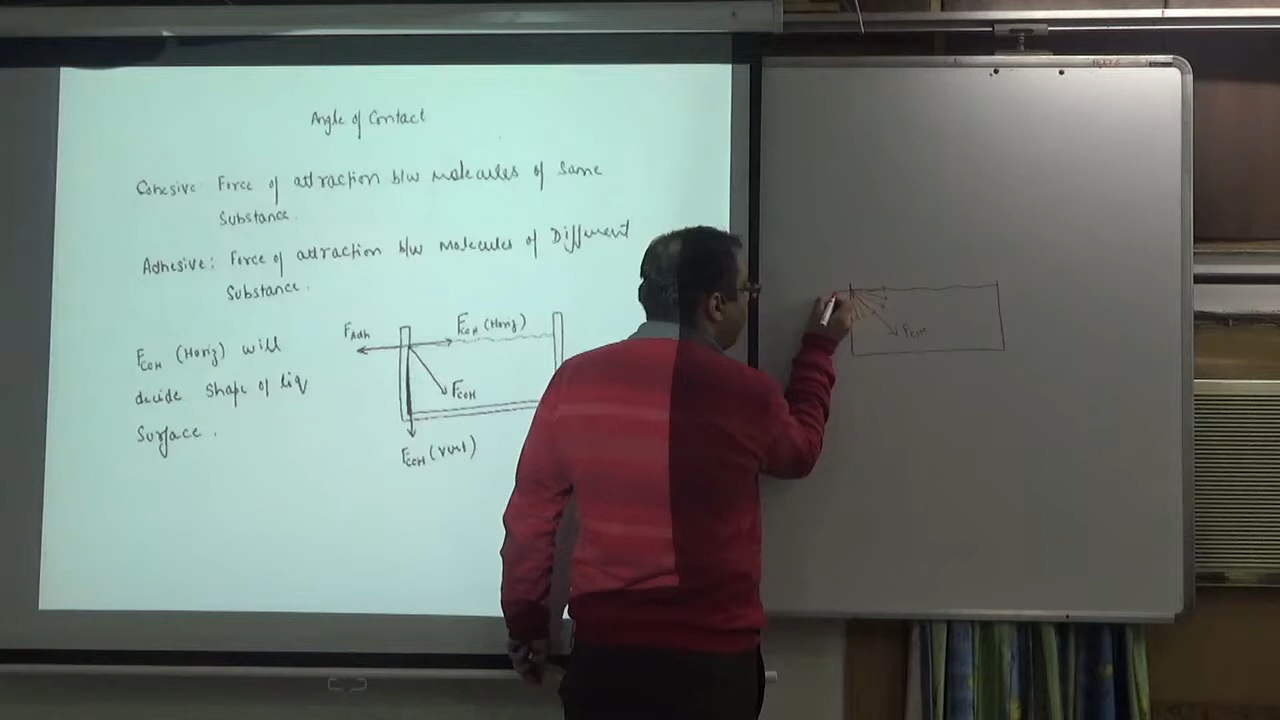 Angle of Contact
Cohesive: Force of attraction b/w molecules of Same
Substance.
Adhesive: Force of attraction b/w Molecules of Different
Substance.
FAdh
FCOH (Horiz)
FCOH (Horiz) will
decide shape of liq
Surface.
FCOH
FCOH (Vert)
FCOH